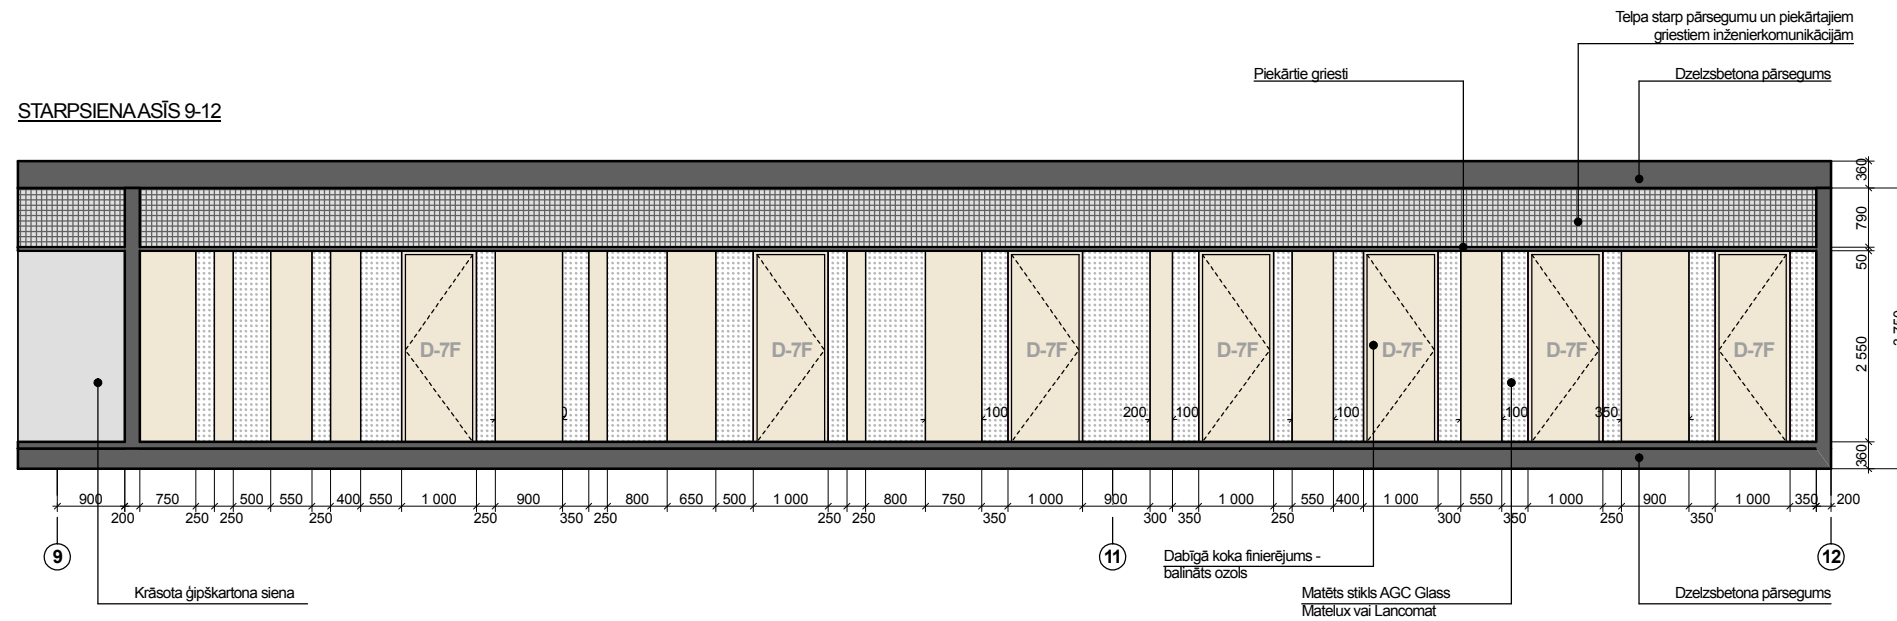 Telpa starp pārsegumu un piekārtajiem
griestiem inženierkomunikācijām
Piekārtie griesti
Dzelzsbetona pārsegums
STARPSIENA ASĪS 9-12
360
790
50
2 550
360
D-7F D-7F D-7F D-7F D-7F D-7F D-7F
100 200 100 100 100 350
900 750 500 550 400 550 1 000 900 800 650 500 1 000 800 750 1 000 900 1 000 550 400 1 000 550 1 000 900 1 000 350 200
200 250 250 250 250 350 250 250 250 350 300 350 250 300 350 250 350
9 11 12
Dabīgā koka finierējums -
balināts ozols
Krāsota ģipškartona siena
Matēts stikls AGC Glass
Matelux vai Lancomat
Dzelzsbetona pārsegums